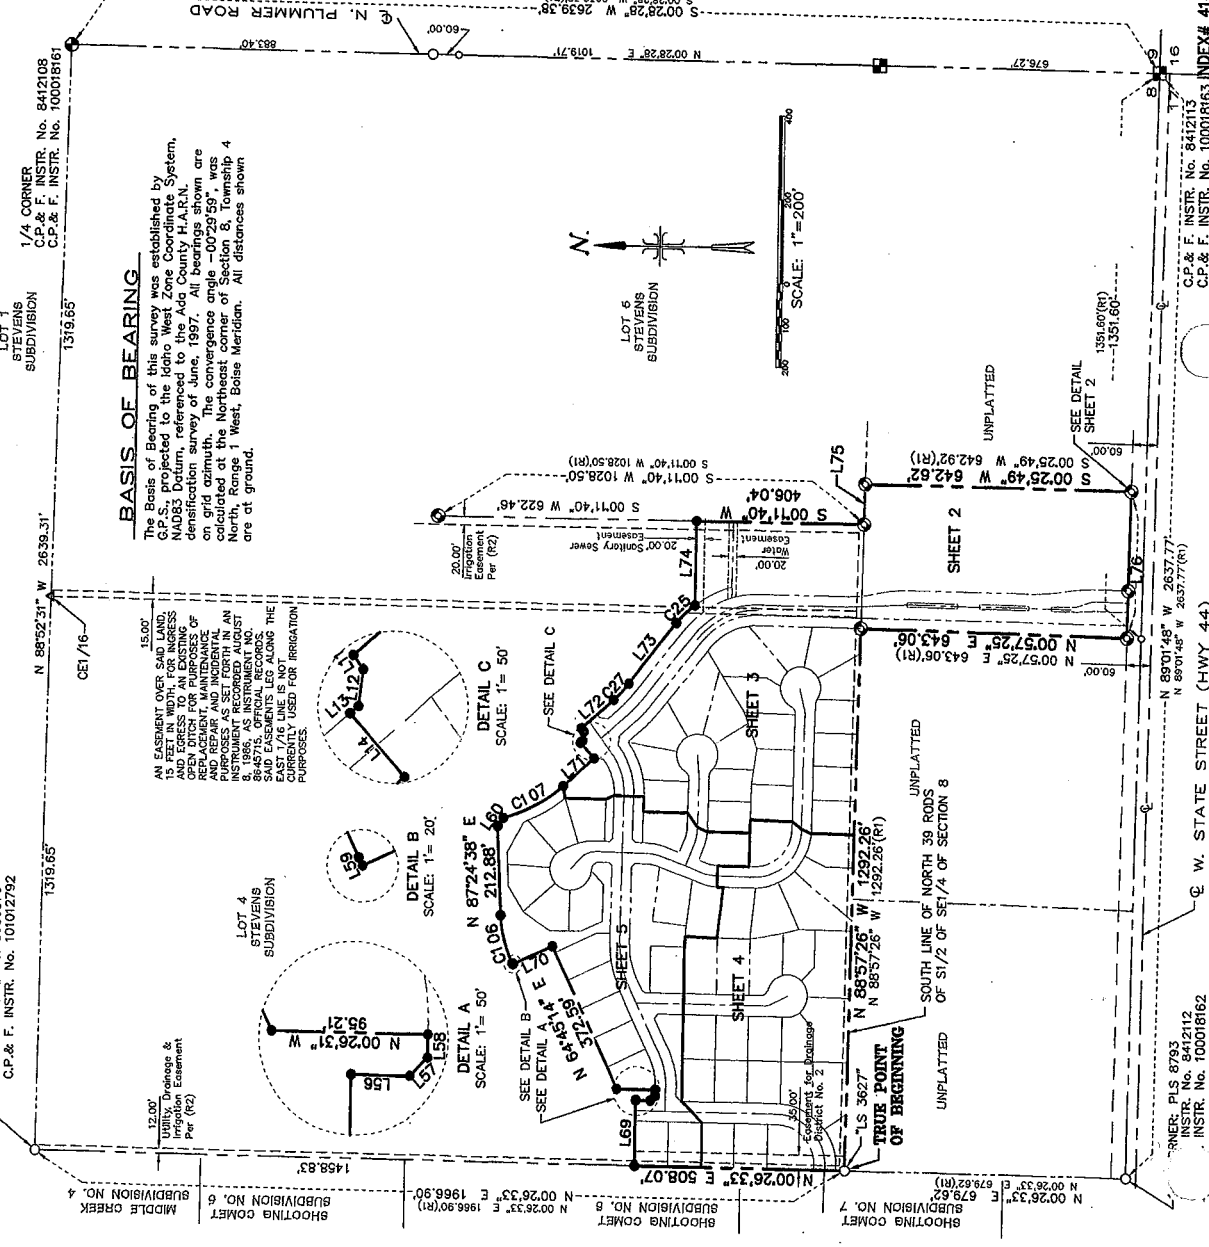 ℄ N. PLUMMER ROAD
S 00°28'28" W 2639.38'
883.40'
60.00'
N 00°28'28" E 1019.71'
676.27'
9
16
8
17
1/4 CORNER
C.P.& F. INSTR. No. 8412108
C.P.& F. INSTR. No. 100018161
C.P.& F. INSTR. No. 8412113
C.P.& F. INSTR. No. 100018163
INDEX# 41
LOT 1
STEVENS
SUBDIVISION
1319.65'
N 88°52'31" W 2639.31'
CE1/16
1319.65'
C.P.& F. INSTR. No. 101012792
BASIS OF BEARING
The Basis of Bearing of this survey was established by
G.P.S., projected to the Idaho West Zone Coordinate System,
NAD83 Datum, referenced to the Ada County H.A.R.N.
densification survey of June, 1997. All bearings shown are
on grid azimuth. The convergence angle -00°29'59", was
calculated at the Northeast corner of Section 8, Township 4
North, Range 1 West, Boise Meridian. All distances shown
are at ground.
N
200 100 0 200 400
SCALE: 1"=200'
LOT 5
STEVENS
SUBDIVISION
UNPLATTED
SEE DETAIL
SHEET 2
1351.60'(R1)
1351.60'
60.00'
S 00°11'40" W 1028.50'(R1)
S 00°11'40" W 1028.50'
S 00°11'40" W 622.46'
S 00°11'40" W
406.04'
L75
S 00°25'49" W 642.92'(R1)
S 00°25'49" W 642.92'
SHEET 2
L76
20.00'
Irrigation
Easement
Per (R2)
20.00' Sanitary Sewer
Easement
20.00'
Water
Easement
L74
C25
L73
C27
L72
L71
N 00°57'25" E 643.06'
N 00°57'25" E 643.06'(R1)
60.00'
N 89°01'48" W 2637.77'
N 89°01'48" W 2637.77'(R1)
℄ W. STATE STREET (HWY 44)
15.00'
AN EASEMENT OVER SAID LAND,
15 FEET IN WIDTH, FOR INGRESS
AND EGRESS TO AN EXISTING
OPEN DITCH FOR PURPOSES OF
REPLACEMENT, MAINTENANCE
AND REPAIR AND INCIDENTAL
PURPOSES AS SET FORTH IN AN
INSTRUMENT RECORDED AUGUST
8, 1986, AS INSTRUMENT NO.
8645715, OFFICIAL RECORDS.
SAID EASEMENTS LEG ALONG THE
EAST 1/16 LINE IS NOT
CURRENTLY USED FOR IRRIGATION
PURPOSES.
L12
L13
L14
DETAIL C
SCALE: 1"= 50'
SEE DETAIL C
L59
DETAIL B
SCALE: 1"= 20'
N 87°24'38" E
212.88'
L60
C107
C106
L70
LOT 4
STEVENS
SUBDIVISION
N 00°26'31" W
95.21'
L56
L57
L58
DETAIL A
SCALE: 1"= 50'
SEE DETAIL B
SEE DETAIL A
N 64°45'14" E
372.59'
L69
SHEET 3
SHEET 5
SHEET 4
UNPLATTED
N 88°57'26" W 1292.26'
N 88°57'26" W 1292.26'(R1)
SOUTH LINE OF NORTH 39 RODS
OF S1/2 OF SE1/4 OF SECTION 8
35.00'
Easement for Drainage
District No. 2
"LS 3627"
TRUE POINT
OF BEGINNING
UNPLATTED
12.00'
Utility, Drainage &
Irrigation Easement
Per (R2)
1458.83'
N 00°26'33" E 508.07'
N 00°26'33" E 1966.90'
N 00°26'33" E 1966.90'(R1)
N 00°26'33" E 679.62'
N 00°26'33" E 679.62'(R1)
MIDDLE CREEK
SUBDIVISION NO. 4
SHOOTING COMET
SUBDIVISION NO. 6
SHOOTING COMET
SUBDIVISION NO. 8
SHOOTING COMET
SUBDIVISION NO. 7
RNER; PLS 8793
INSTR. No. 8412112
INSTR. No. 100018162